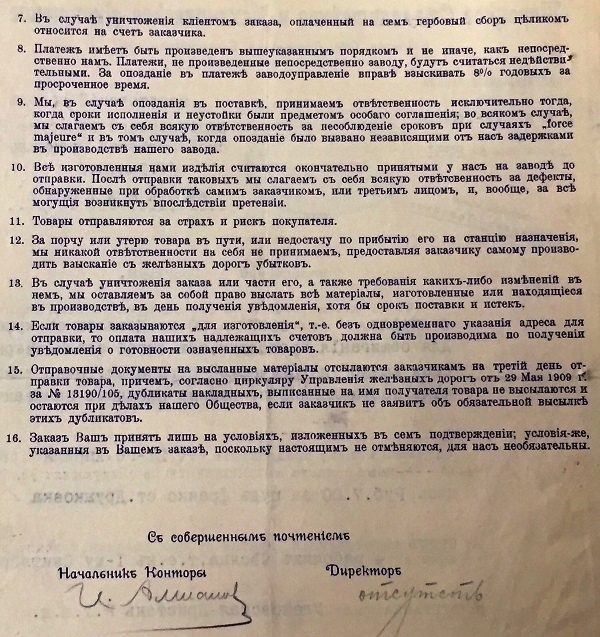 7. Въ случаѣ уничтоженія кліентомъ заказа, оплаченный на семъ гербовый сборъ цѣликомъ
относится на счетъ заказчика.
8. Платежъ имѣетъ быть произведенъ вышеуказаннымъ порядкомъ и не иначе, какъ непосред-
ственно намъ. Платежи, не произведенные непосредственно заводу, будутъ считаться недѣйстви-
тельными. За опозданіе въ платежѣ заводоуправленіе вправѣ взыскивать 8% годовыхъ за
просроченное время.
9. Мы, въ случаѣ опозданія въ поставкѣ, принимаемъ отвѣтственность исключительно тогда,
когда сроки исполненія и неустойки были предметомъ особаго соглашенія; во всякомъ случаѣ,
мы слагаемъ съ себя всякую отвѣтственность за несоблюденіе сроковъ при случаяхъ „force
majeure“ и въ томъ случаѣ, когда опозданіе было вызвано независящими отъ насъ задержками
въ производствѣ нашего завода.
10. Всѣ изготовленныя нами издѣлія считаются окончательно принятыми у насъ на заводѣ до
отправки. Послѣ отправки таковыхъ мы слагаемъ съ себя всякую отвѣтсвенность за дефекты,
обнаруженные при обработкѣ самимъ заказчикомъ, или третьимъ лицомъ, и, вообще, за всѣ
могущія возникнуть впослѣдствіи претензіи.
11. Товары отправляются за страхъ и рискъ покупателя.
12. За порчу или утерю товара въ пути, или недостачу по прибытію его на станцію назначенія,
мы никакой отвѣтственности на себя не принимаемъ, предоставляя заказчику самому произво-
дить взысканіе съ желѣзныхъ дорогъ убытковъ.
13. Въ случаѣ уничтоженія заказа или части его, а также требованія какихъ-либо измѣненій въ
немъ, мы оставляемъ за собой право выслать всѣ матеріалы, изготовленные или находящіеся
въ производствѣ, въ день полученія увѣдомленія, хотя бы срокъ поставки и не истекъ.
14. Если товары заказываются „для изготовленія“, т.-е. безъ одновременнаго указанія адреса для
отправки, то оплата нашихъ надлежащихъ счетовъ должна быть производима по полученіи
увѣдомленія о готовности означенныхъ товаровъ.
15. Отправочные документы на высланные матеріалы отсылаются заказчикамъ на третій день от-
правки товара, причемъ, согласно циркуляру Управленія желѣзныхъ дорогъ отъ 29 Мая 1909 г.
за № 13190/105, дубликаты накладныхъ, выписанные на имя получателя товара не высылаются и
остаются при дѣлахъ нашего Общества, если заказчикъ не заявитъ объ обязательной высылкѣ
этихъ дубликатовъ.
16. Заказъ Вашъ принятъ лишь на условіяхъ, изложенныхъ въ семъ подтвержденіи; условія-же,
указанныя въ Вашемъ заказѣ, поскольку настоящимъ не отмѣняются, для насъ необязательны.
Съ совершеннымъ почтеніемъ
Начальникъ Конторы Директоръ
отсутств